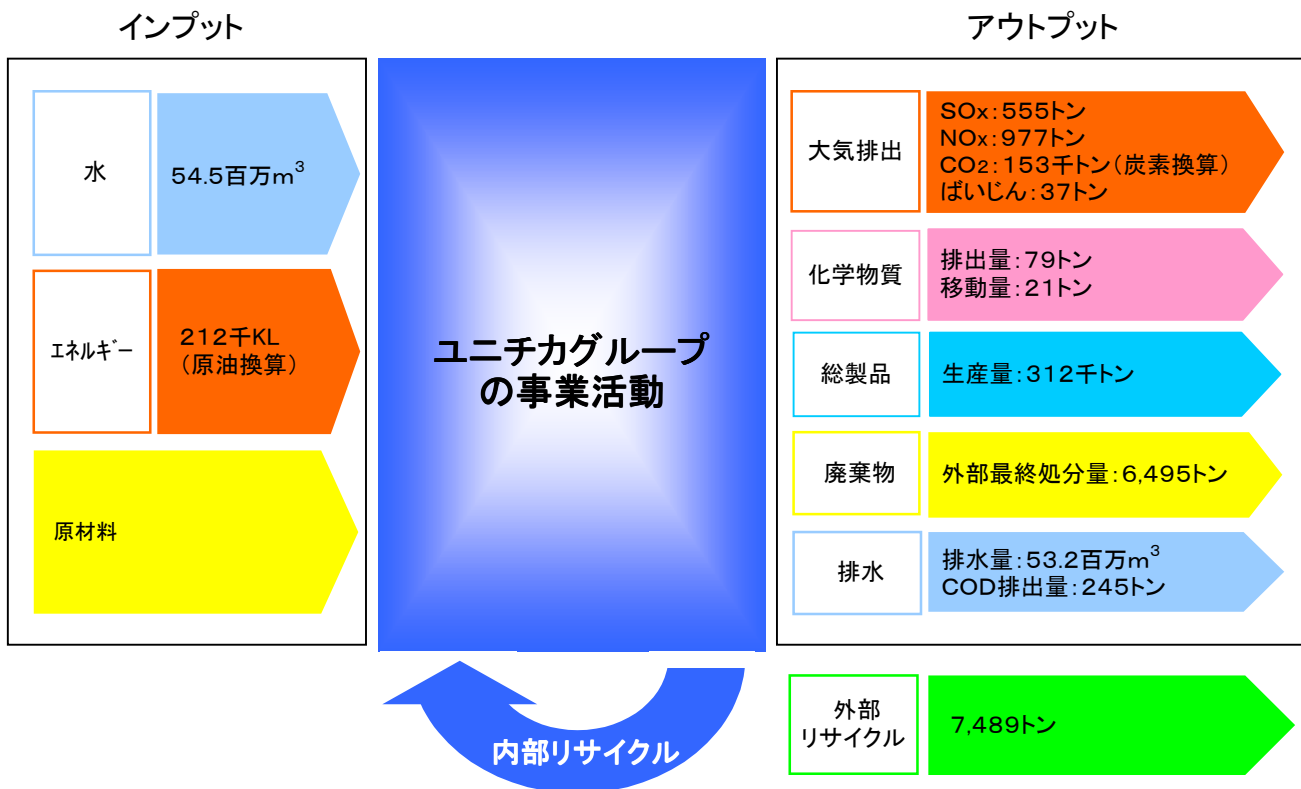 インプット
水
54.5百万m³
エネルギー
212千KL
(原油換算)
原材料
ユニチカグループ
の事業活動
内部リサイクル
アウトプット
大気排出
SOx:555トン
NOx:977トン
CO₂:153千トン(炭素換算)
ばいじん:37トン
化学物質
排出量:79トン
移動量:21トン
総製品
生産量:312千トン
廃棄物
外部最終処分量:6,495トン
排水
排水量:53.2百万m³
COD排出量:245トン
外部
リサイクル
7,489トン